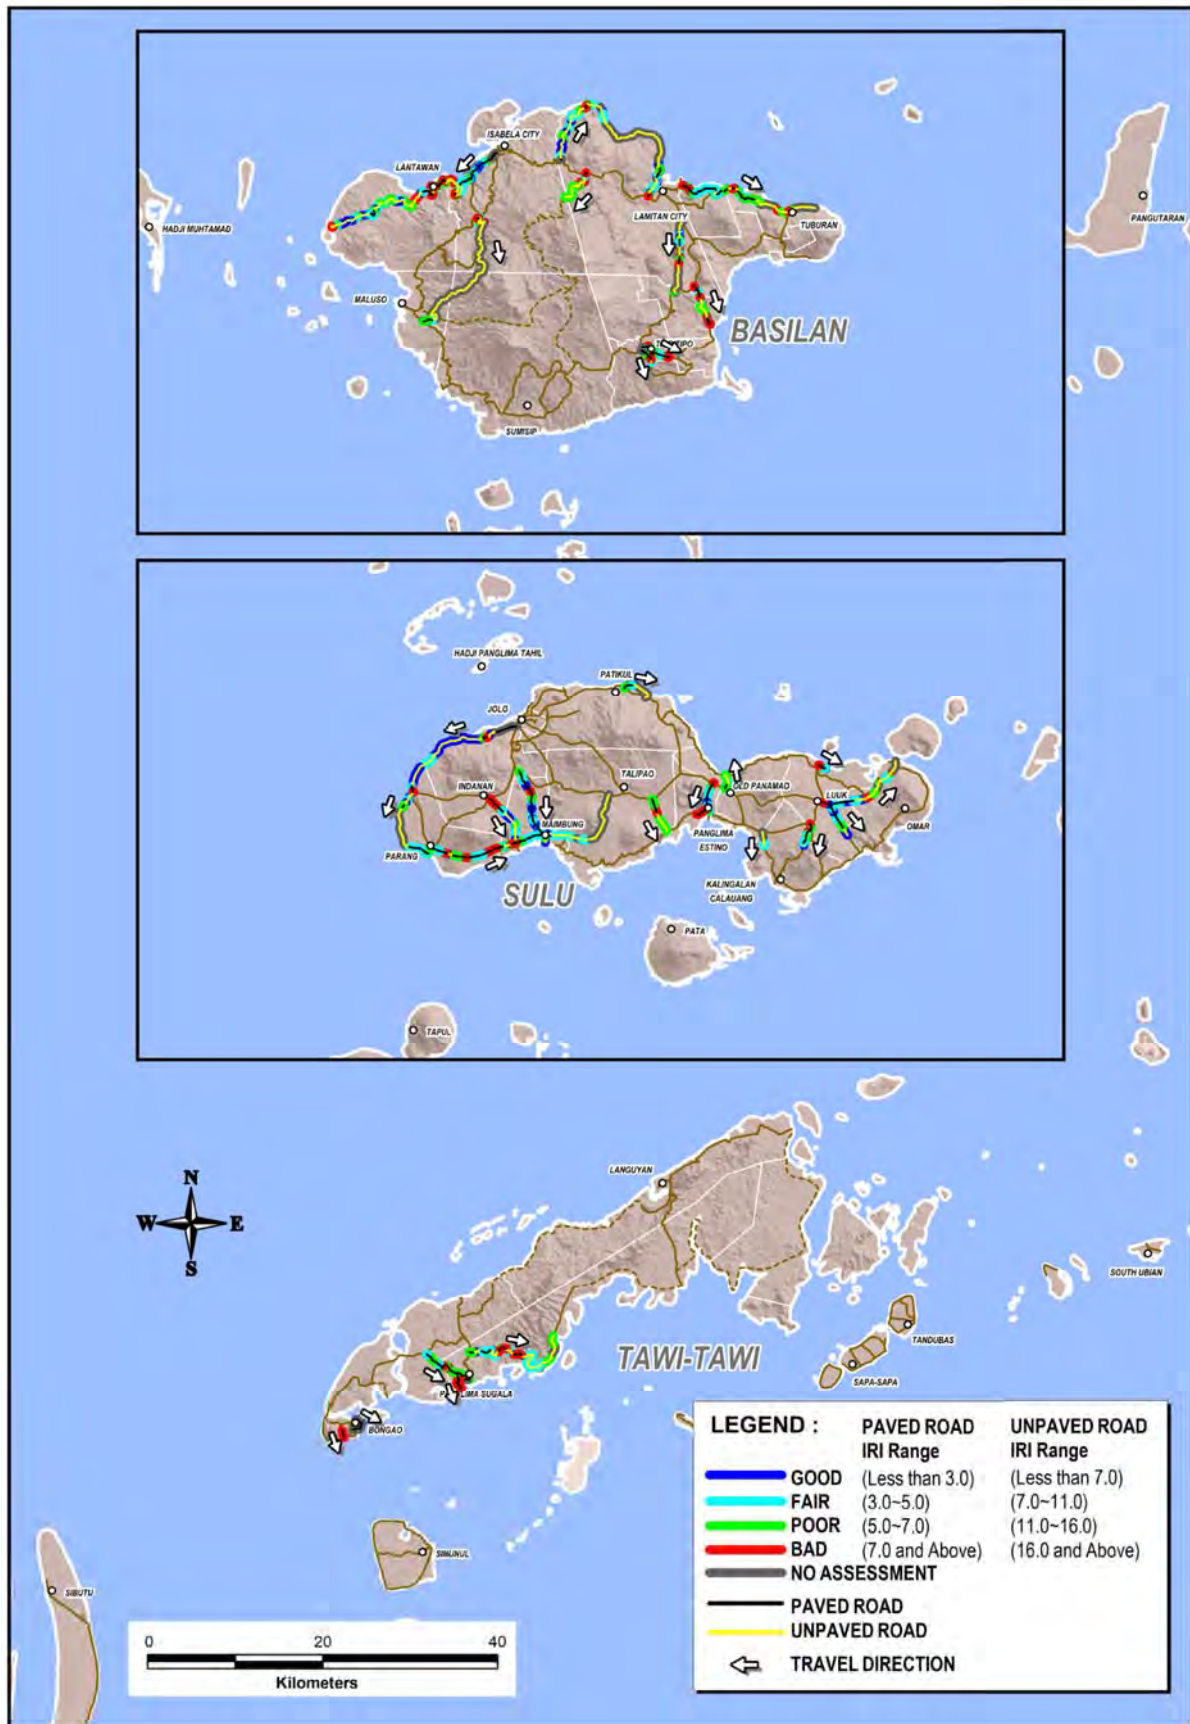 ISABELA CITY
LANTAWAN
HADJI MUHTAMAD
LAMITAN CITY
TUBURAN
PANGUTARAN
MALUSO
BASILAN
SUMISIP
HADJI PANGLIMA TAHIL
PATIKUL
JOLO
TALIPAO
INDANAN
OLD PANAMAO
LUUK
OMAR
MAIMBUNG
PANGLIMA
ESTINO
PARANG
KALINGALAN
CALAUANG
SULU
PATA
TAPUL
N
W E
S
LANGUYAN
SOUTH UBIAN
TANDUBAS
TAWI-TAWI
SAPA-SAPA
SUGALA
BONGAO
SIMUNUL
SIBUTU
LEGEND : PAVED ROAD UNPAVED ROAD
IRI Range IRI Range
GOOD (Less than 3.0) (Less than 7.0)
FAIR (3.0~5.0) (7.0~11.0)
POOR (5.0~7.0) (11.0~16.0)
BAD (7.0 and Above) (16.0 and Above)
NO ASSESSMENT
PAVED ROAD
UNPAVED ROAD
TRAVEL DIRECTION
0 20 40
Kilometers